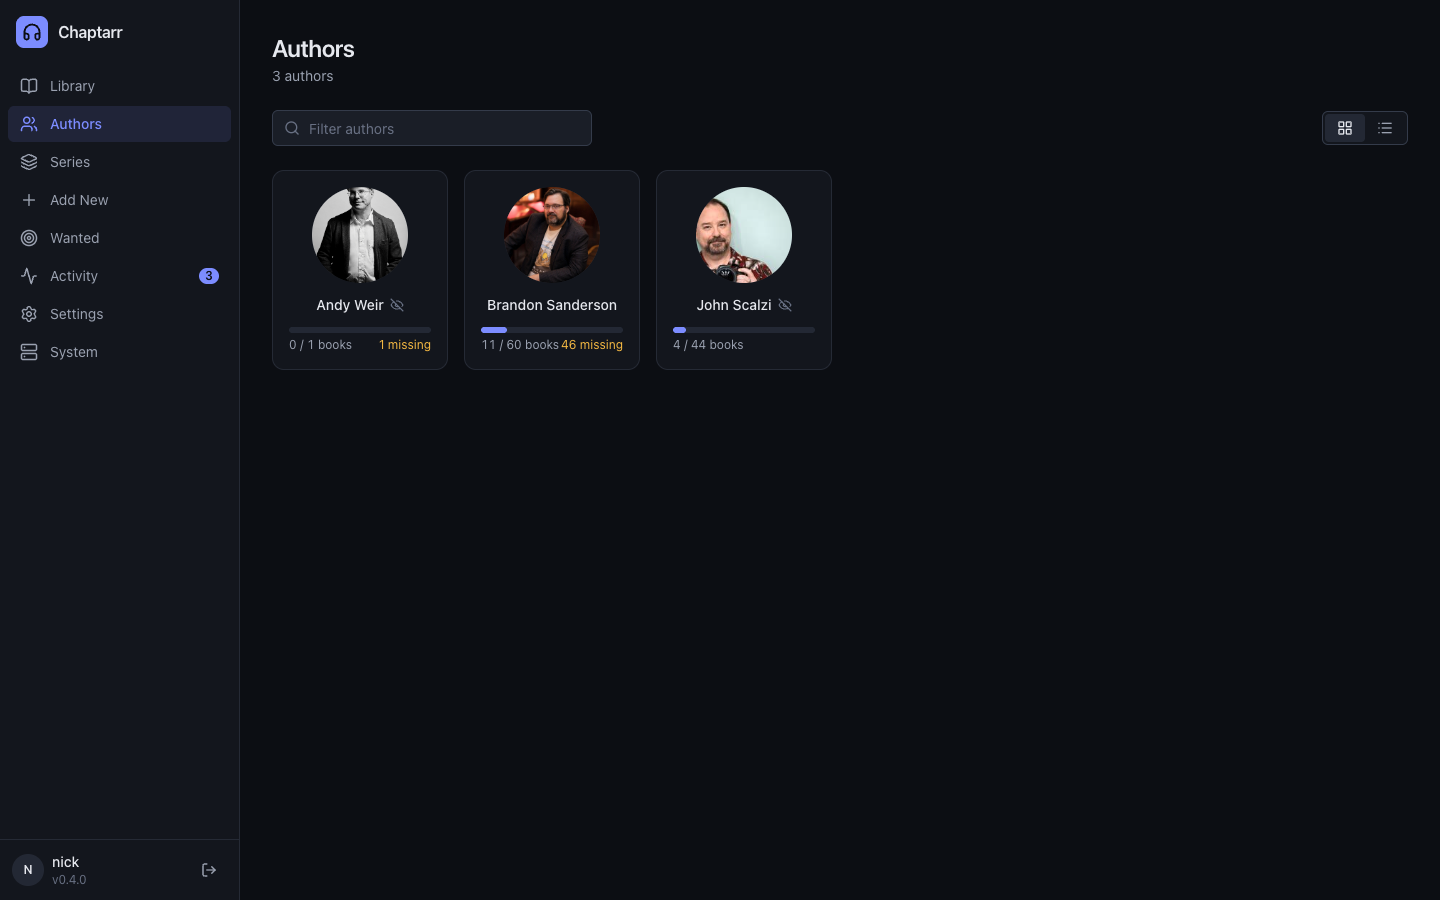 Chaptarr
Library
Authors
Series
Add New
Wanted
Activity 3
Settings
System
N
nick
v0.4.0
Authors
3 authors
Filter authors
Andy Weir
0 / 1 books 1 missing
Brandon Sanderson
11 / 60 books 46 missing
John Scalzi
4 / 44 books